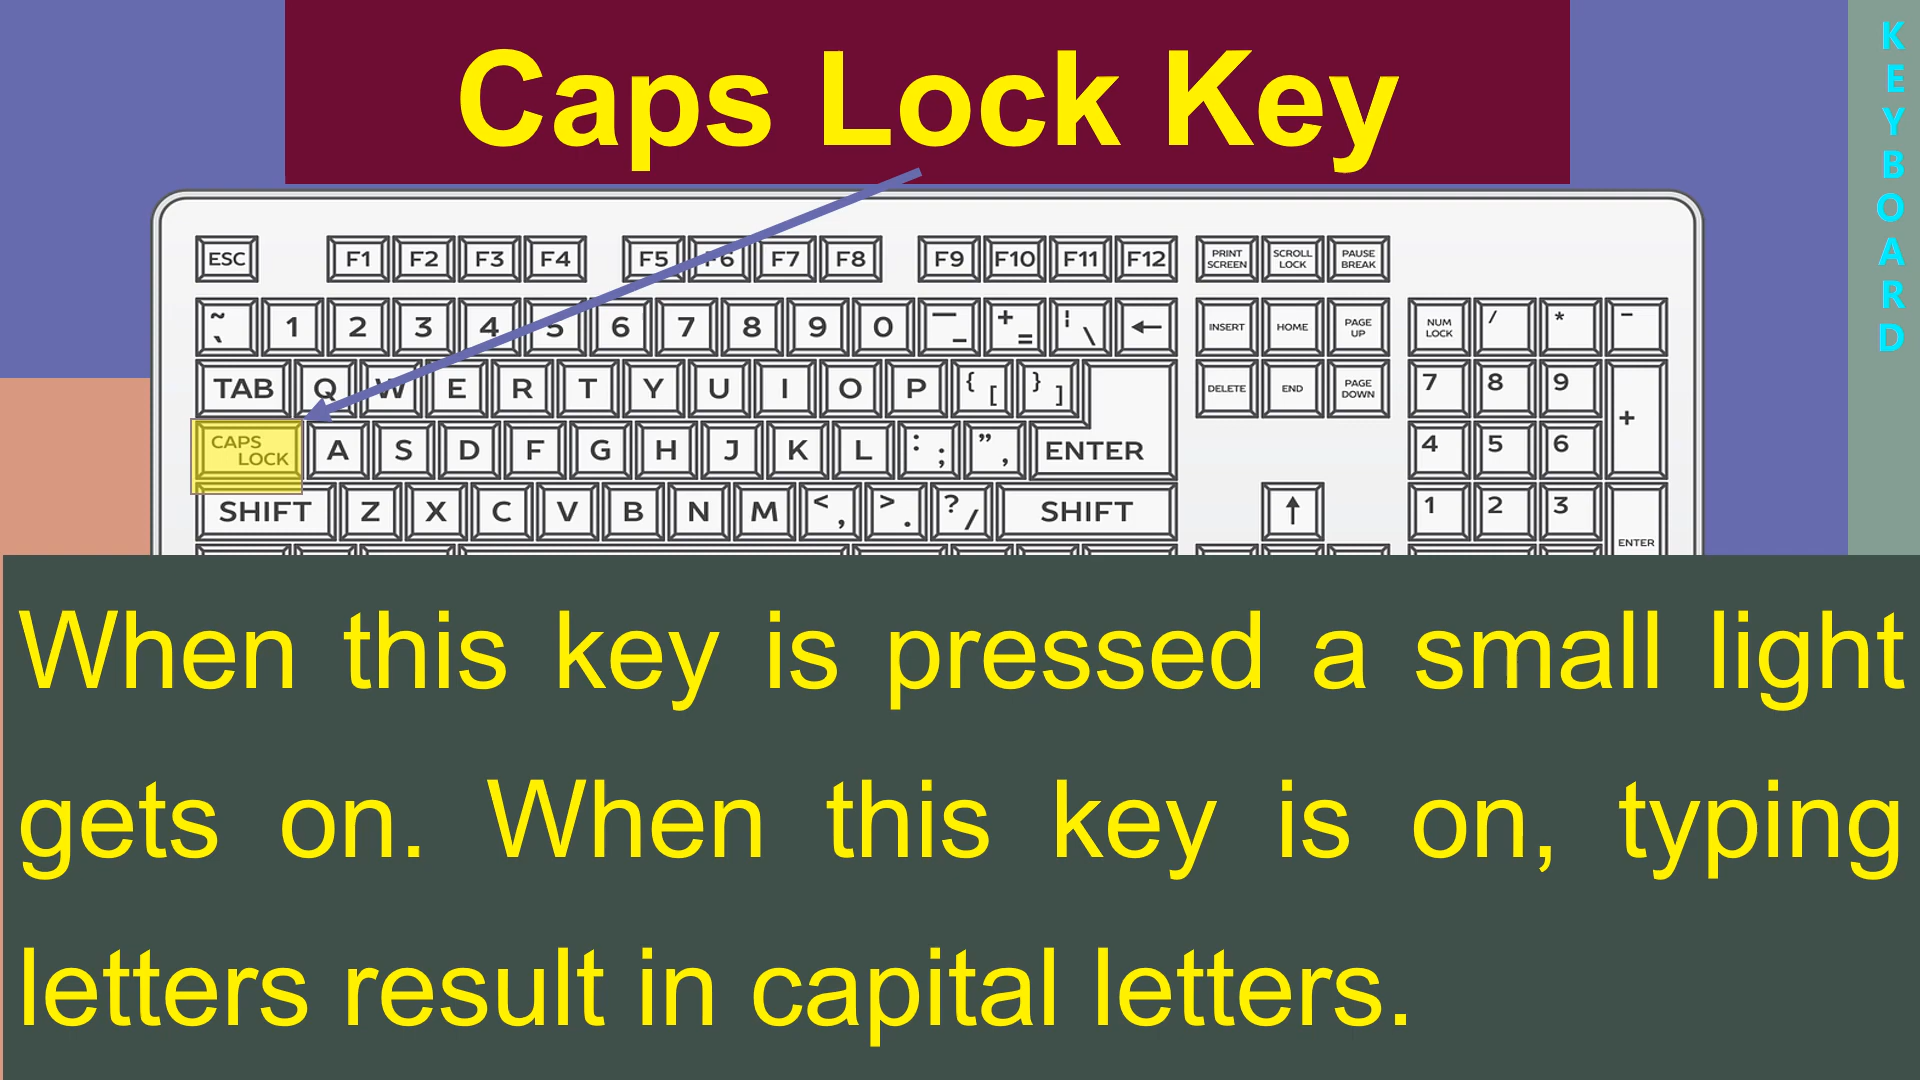 Caps Lock Key
K
E
Y
B
O
A
R
D
ESC F1 F2 F3 F4 F5 F6 F7 F8 F9 F10 F11 F12 PRINT SCREEN SCROLL LOCK PAUSE BREAK
~ ` 1 2 3 4 5 6 7 8 9 0 — – + = ¦ \ ← INSERT HOME PAGE UP NUM LOCK / * −
TAB Q W E R T Y U I O P { [ } ] DELETE END PAGE DOWN 7 8 9 +
CAPS LOCK A S D F G H J K L : ; ” , ENTER 4 5 6
SHIFT Z X C V B N M < , > . ? / SHIFT ↑ 1 2 3 ENTER
When this key is pressed a small light
gets on. When this key is on, typing
letters result in capital letters.